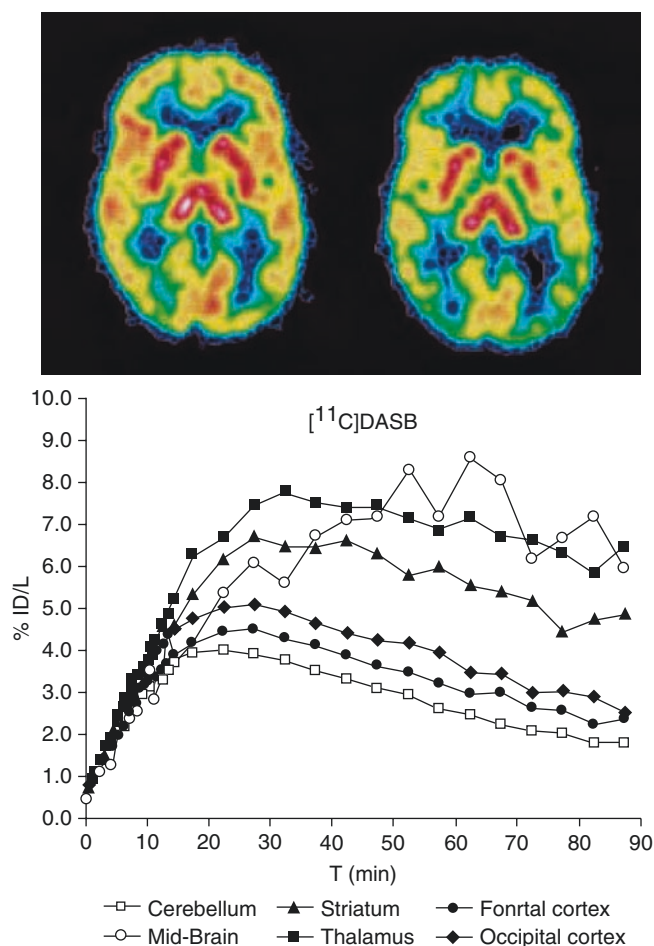 10.0
[¹¹C]DASB
9.0
8.0
7.0
6.0
% ID/L
5.0
4.0
3.0
2.0
1.0
0.0
0 10 20 30 40 50 60 70 80 90
T (min)
Cerebellum Striatum Fonrtal cortex
Mid-Brain Thalamus Occipital cortex